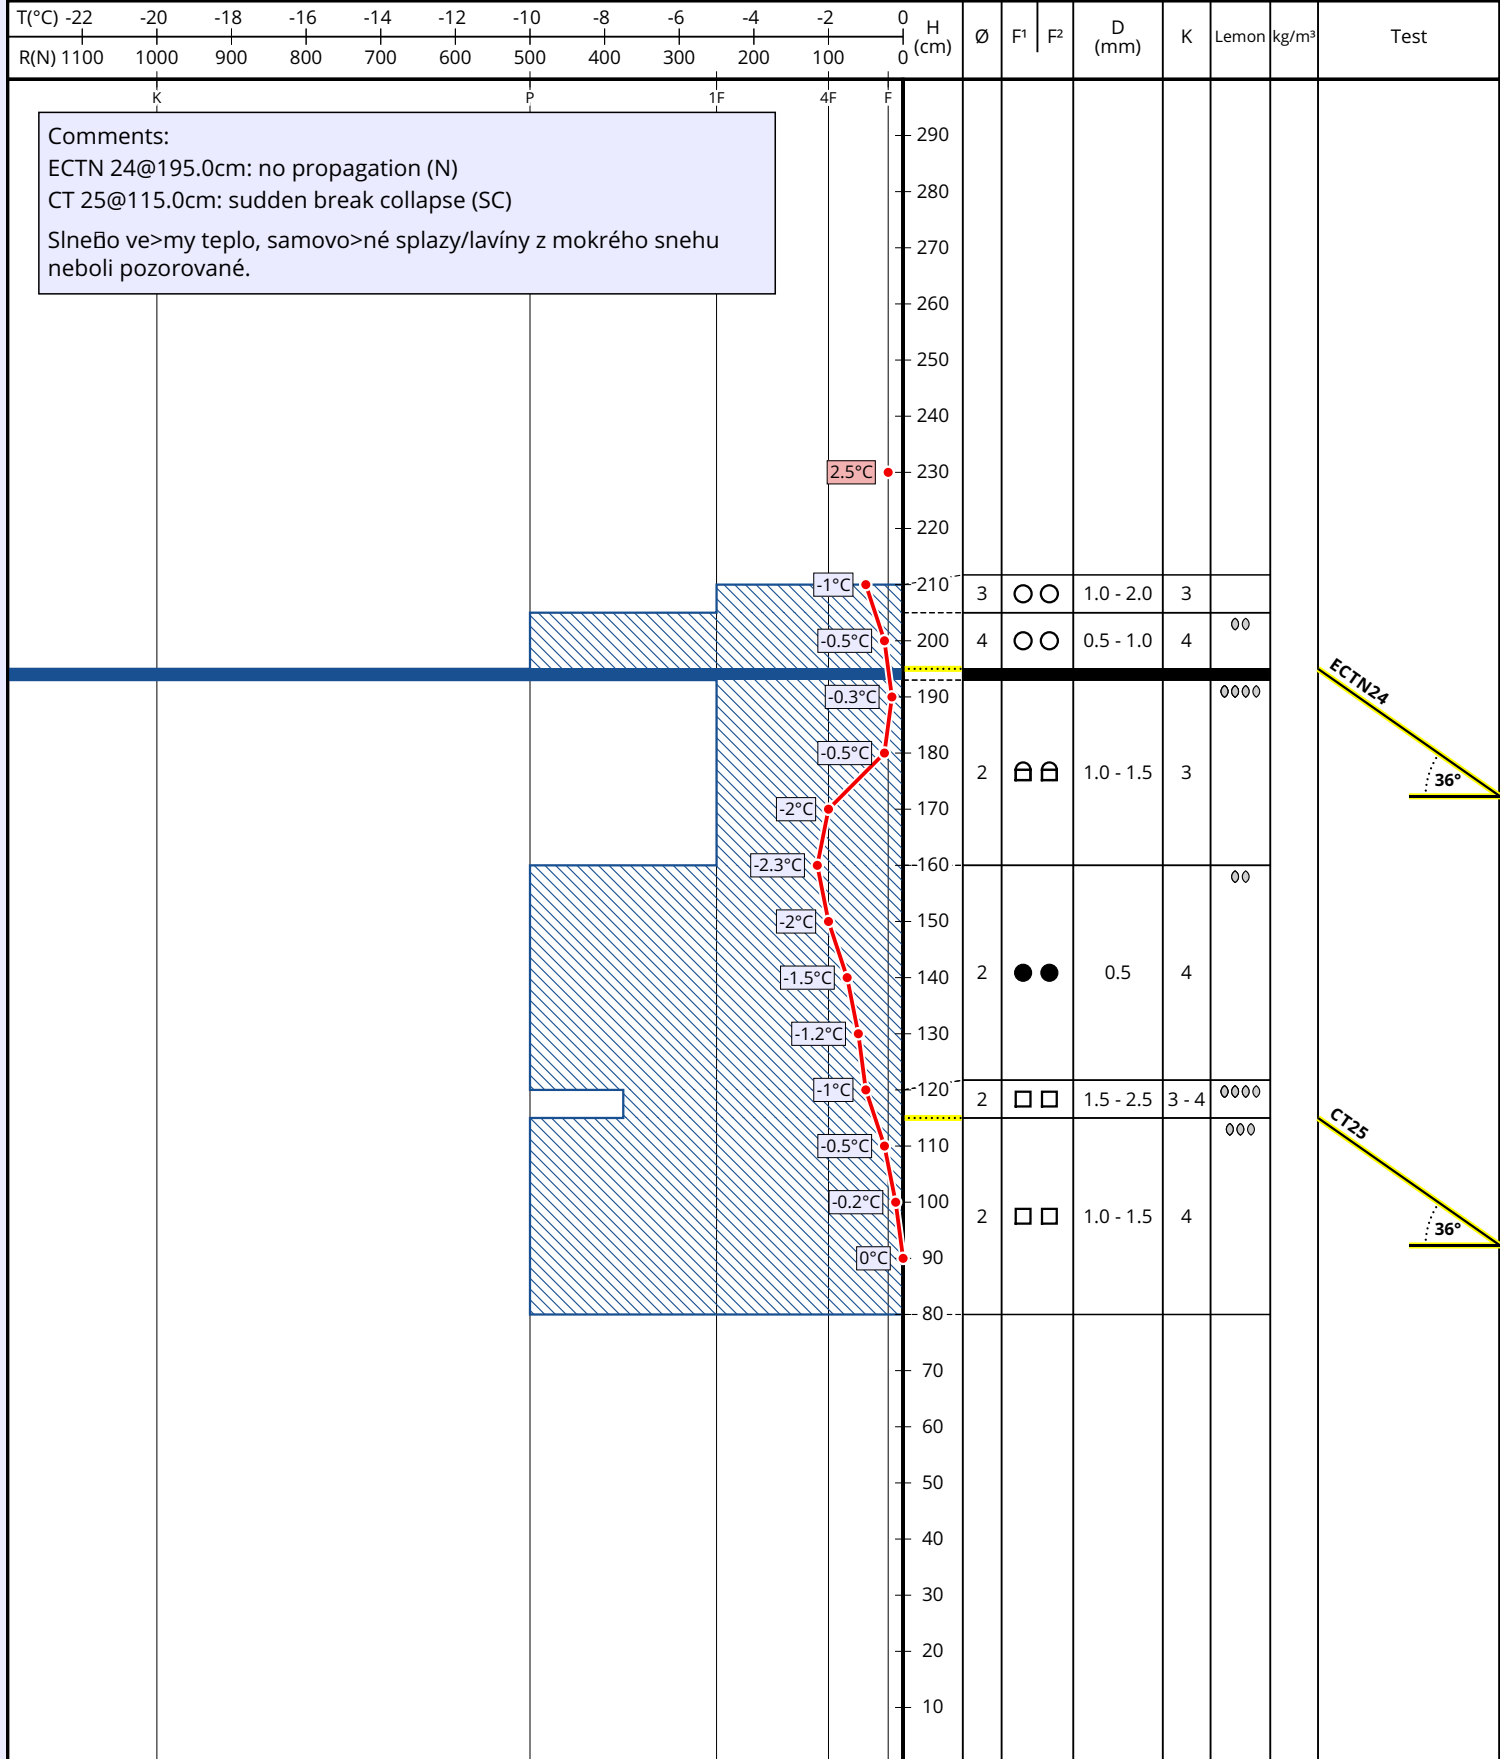 T(°C) -22 -20 -18 -16 -14 -12 -10 -8 -6 -4 -2 0
R(N) 1100 1000 900 800 700 600 500 400 300 200 100 0
H (cm) Ø F¹ F² D (mm) K Lemon kg/m³ Test
K P 1F 4F F
Comments:
ECTN 24@195.0cm: no propagation (N)
CT 25@115.0cm: sudden break collapse (SC)
ve>my teplo, samovo>né splazy/lavíny z mokrého snehu
neboli pozorované.
290
280
270
260
250
240
2.5°C 230
220
-1°C 210
3 1.0 - 2.0 3
-0.5°C 200 4 0.5 - 1.0 4
ECTN24
-0.3°C 190
-0.5°C 180
2 1.0 - 1.5 3 36°
-2°C 170
-2.3°C 160
-2°C 150
-1.5°C 140 2 0.5 4
-1.2°C 130
-1°C 120
2 1.5 - 2.5 3 - 4
CT25
-0.5°C 110
-0.2°C 100
2 1.0 - 1.5 4 36°
0°C 90
80
70
60
50
40
30
20
10